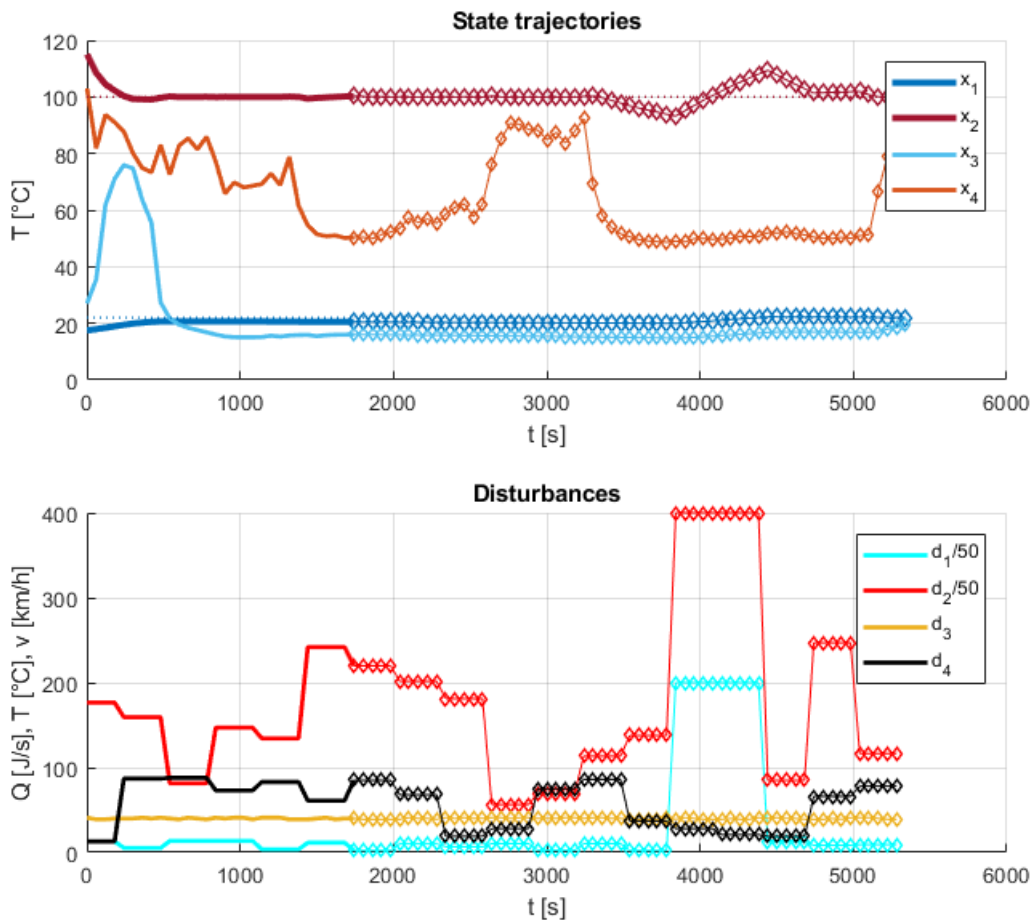 State trajectories
120
100
80
60
40
20
0
T [°C]
x₁
x₂
x₃
x₄
0
1000
2000
3000
4000
5000
6000
t [s]
Disturbances
400
300
200
100
0
Q [J/s], T [°C], v [km/h]
d₁/50
d₂/50
d₃
d₄
0
1000
2000
3000
4000
5000
6000
t [s]